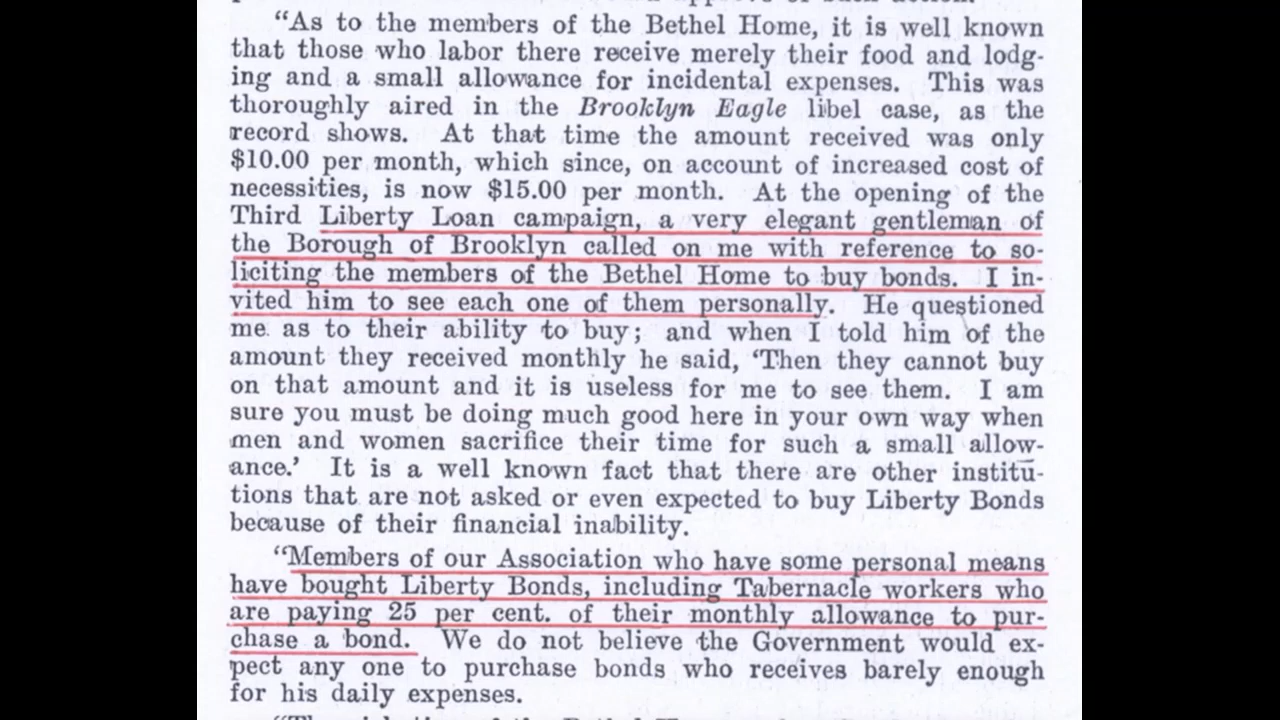 "As to the members of the Bethel Home, it is well known
that those who labor there receive merely their food and lodg-
ing and a small allowance for incidental expenses. This was
thoroughly aired in the Brooklyn Eagle libel case, as the
record shows. At that time the amount received was only
$10.00 per month, which since, on account of increased cost of
necessities, is now $15.00 per month. At the opening of the
Third Liberty Loan campaign, a very elegant gentleman of
the Borough of Brooklyn called on me with reference to so-
liciting the members of the Bethel Home to buy bonds. I in-
vited him to see each one of them personally. He questioned
me as to their ability to buy; and when I told him of the
amount they received monthly he said, 'Then they cannot buy
on that amount and it is useless for me to see them. I am
sure you must be doing much good here in your own way when
men and women sacrifice their time for such a small allow-
ance.' It is a well known fact that there are other institu-
tions that are not asked or even expected to buy Liberty Bonds
because of their financial inability.
"Members of our Association who have some personal means
have bought Liberty Bonds, including Tabernacle workers who
are paying 25 per cent. of their monthly allowance to pur-
chase a bond. We do not believe the Government would ex-
pect any one to purchase bonds who receives barely enough
for his daily expenses.